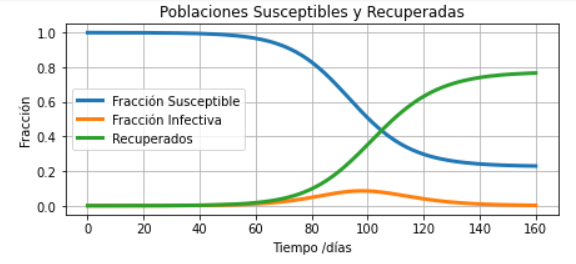 Poblaciones Susceptibles y Recuperadas
1.0
0.8
0.6
0.4
0.2
0.0
Fracción
Fracción Susceptible
Fracción Infectiva
Recuperados
0 20 40 60 80 100 120 140 160
Tiempo /días